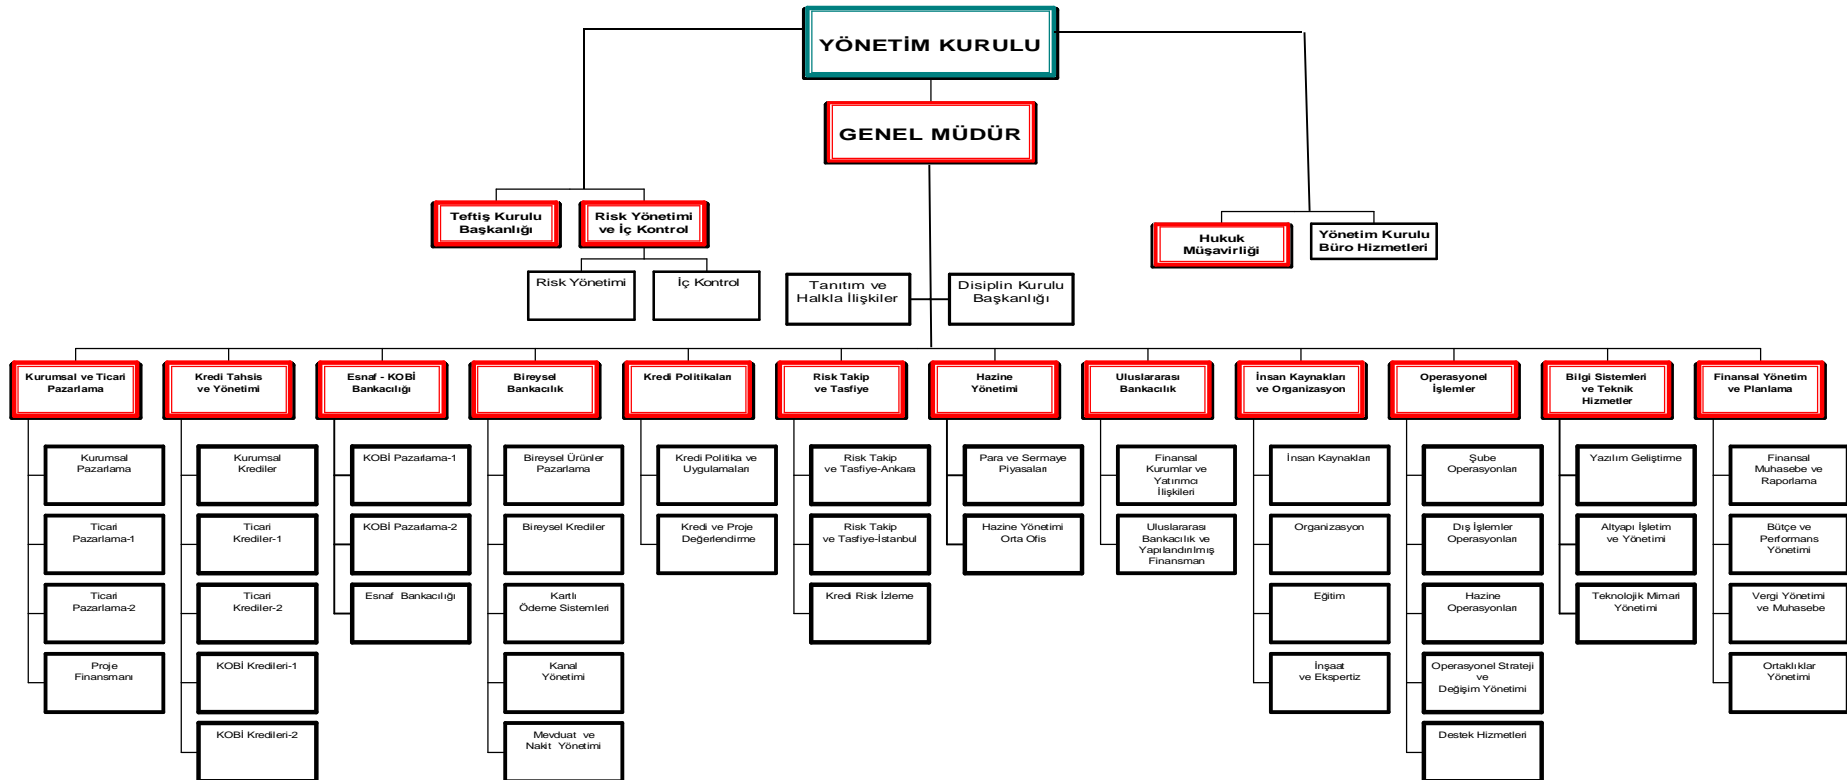 YÖNETİM KURULU
GENEL MÜDÜR
Teftiş Kurulu
Başkanlığı
Risk Yönetimi
ve İç Kontrol
Hukuk
Müşavirliği
Yönetim Kurulu
Büro Hizmetleri
Risk Yönetimi
İç Kontrol
Tanıtım ve
Halkla İlişkiler
Disiplin Kurulu
Başkanlığı
Kurumsal ve Ticari
Pazarlama
Kredi Tahsis
ve Yönetimi
Esnaf - KOBİ
Bankacılığı
Bireysel
Bankacılık
Kredi Politikaları
Risk Takip
ve Tasfiye
Hazine
Yönetimi
Uluslararası
Bankacılık
İnsan Kaynakları
ve Organizasyon
Operasyonel
İşlemler
Bilgi Sistemleri
ve Teknik
Hizmetler
Finansal Yönetim
ve Planlama
Kurumsal
Pazarlama
Ticari
Pazarlama-1
Ticari
Pazarlama-2
Proje
Finansmanı
Kurumsal
Krediler
Ticari
Krediler-1
Ticari
Krediler-2
KOBİ Kredileri-1
KOBİ Kredileri-2
KOBİ Pazarlama-1
KOBİ Pazarlama-2
Esnaf Bankacılığı
Bireysel Ürünler
Pazarlama
Bireysel Krediler
Kartlı
Ödeme Sistemleri
Kanal
Yönetimi
Mevduat ve
Nakit Yönetimi
Kredi Politika ve
Uygulamaları
Kredi ve Proje
Değerlendirme
Risk Takip
ve Tasfiye-Ankara
Risk Takip
ve Tasfiye-İstanbul
Kredi Risk İzleme
Para ve Sermaye
Piyasaları
Hazine Yönetimi
Orta Ofis
Finansal
Kurumlar ve
Yatırımcı
İlişkileri
Uluslararası
Bankacılık ve
Yapılandırılmış
Finansman
İnsan Kaynakları
Organizasyon
Eğitim
İnşaat
ve Ekspertiz
Şube
Operasyonları
Dış İşlemler
Operasyonları
Hazine
Operasyonları
Operasyonel Strateji
ve
Değişim Yönetimi
Destek Hizmetleri
Yazılım Geliştirme
Altyapı İşletim
ve Yönetimi
Teknolojik Mimari
Yönetimi
Finansal
Muhasebe ve
Raporlama
Bütçe ve
Performans
Yönetimi
Vergi Yönetimi
ve Muhasebe
Ortaklıklar
Yönetimi